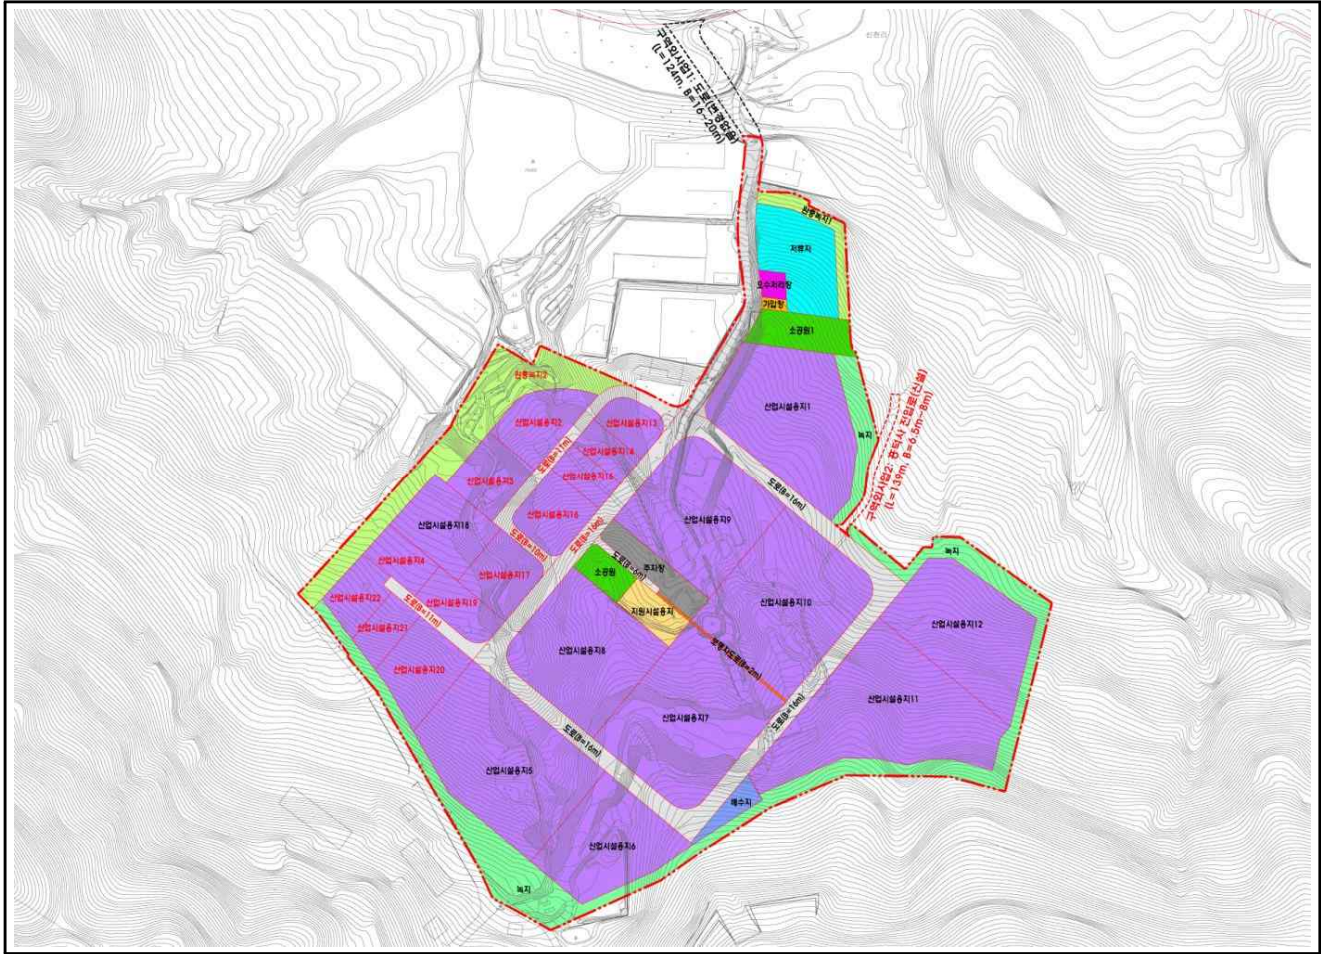 신현리
구역외사업1: 도로(변경없음)
(L=124m, B=16~20m)
완충녹지1
저류지
오수처리장
가압장
소공원1
산업시설용지1
녹지
구역외사업2: 공덕사 진입로(신설)
(L=139m, B=6.5m~8m)
완충녹지2
산업시설용지2
산업시설용지13
도로(B=11m)
산업시설용지14
산업시설용지15
산업시설용지3
산업시설용지16
산업시설용지18
산업시설용지9
도로(B=16m)
도로(B=16m)
도로(B=10m)
녹지
산업시설용지4
산업시설용지17
소공원
도로(B=6m)
주차장
산업시설용지22
산업시설용지19
도로(B=11m)
지원시설용지
산업시설용지10
산업시설용지21
산업시설용지12
산업시설용지20
산업시설용지8
보행자도로(B=2m)
산업시설용지11
산업시설용지7
도로(B=16m)
도로(B=16m)
산업시설용지5
배수지
산업시설용지6
녹지